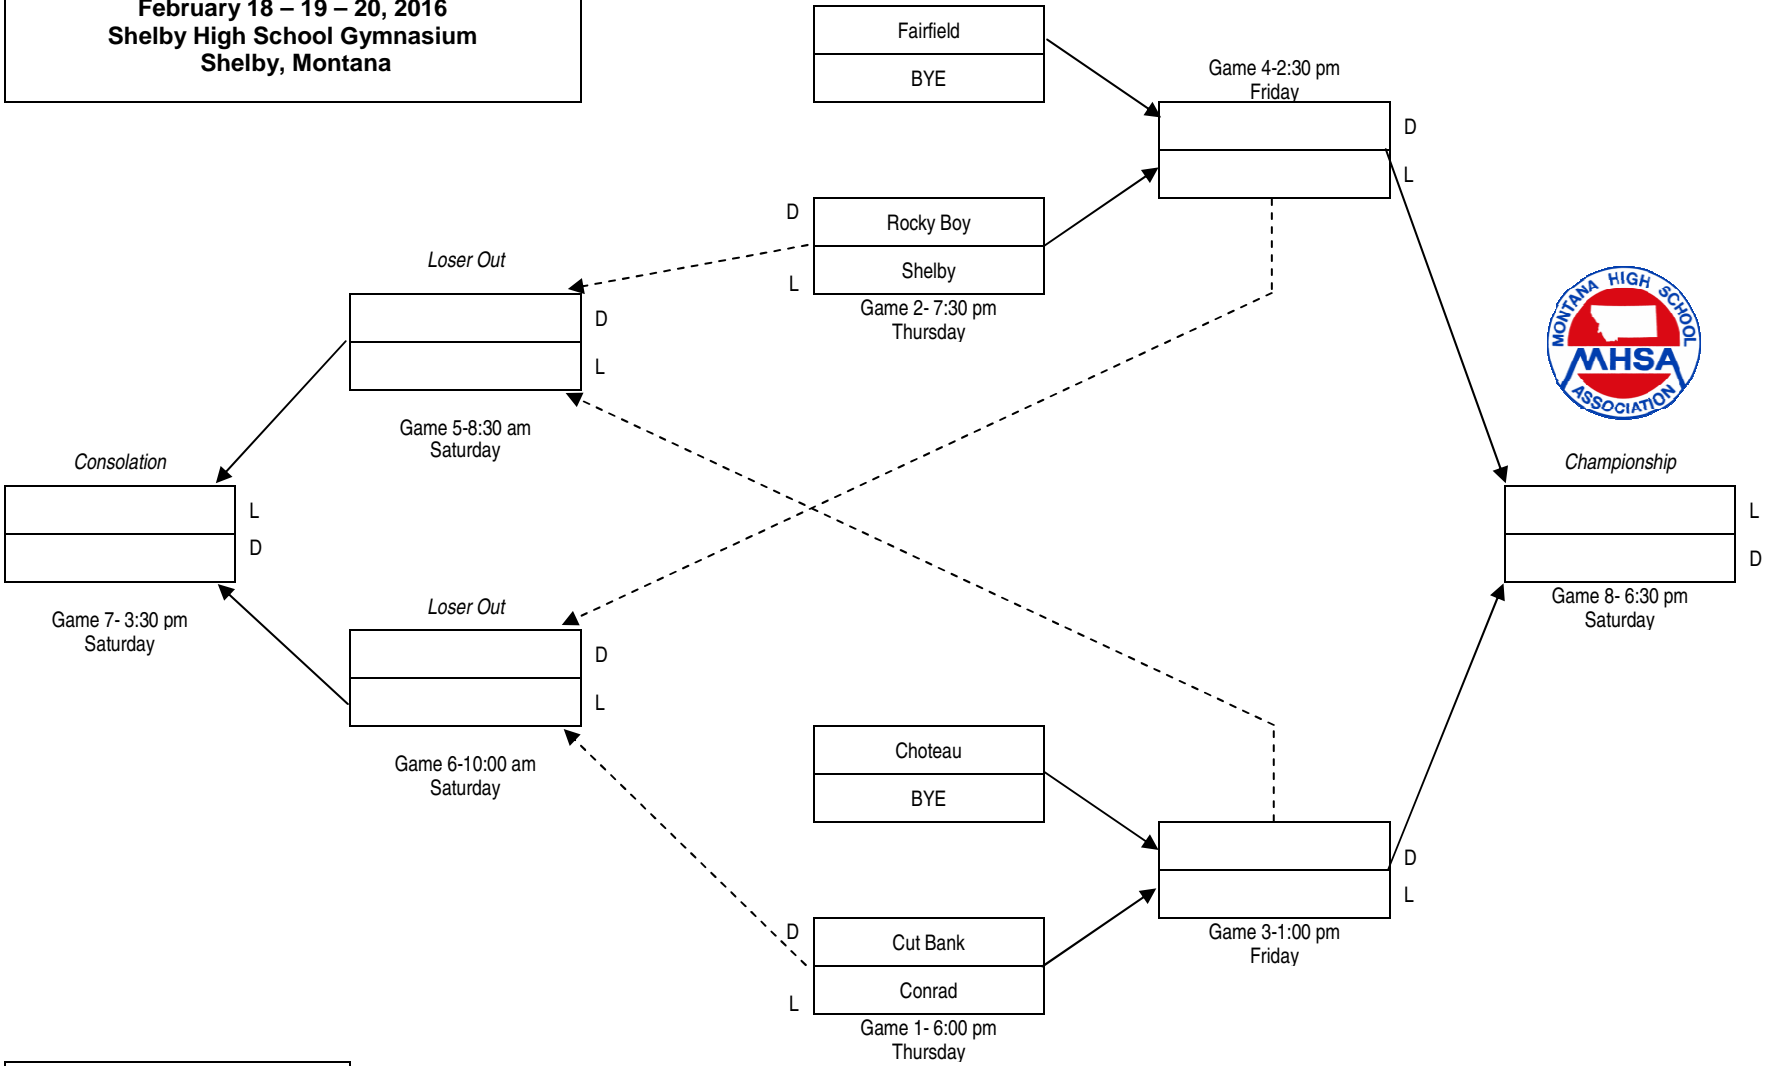 February 18 – 19 – 20, 2016
Shelby High School Gymnasium
Shelby, Montana
Fairfield
BYE
Game 4-2:30 pm
Friday
D
L
D
Rocky Boy
L
Shelby
Game 2- 7:30 pm
Thursday
Loser Out
D
L
Game 5-8:30 am
Saturday
MONTANA HIGH SCHOOL
MHSA
ASSOCIATION
Consolation
L
D
Game 7- 3:30 pm
Saturday
Championship
L
D
Game 8- 6:30 pm
Saturday
Loser Out
D
L
Game 6-10:00 am
Saturday
Choteau
BYE
D
L
Game 3-1:00 pm
Friday
D
Cut Bank
L
Conrad
Game 1- 6:00 pm
Thursday